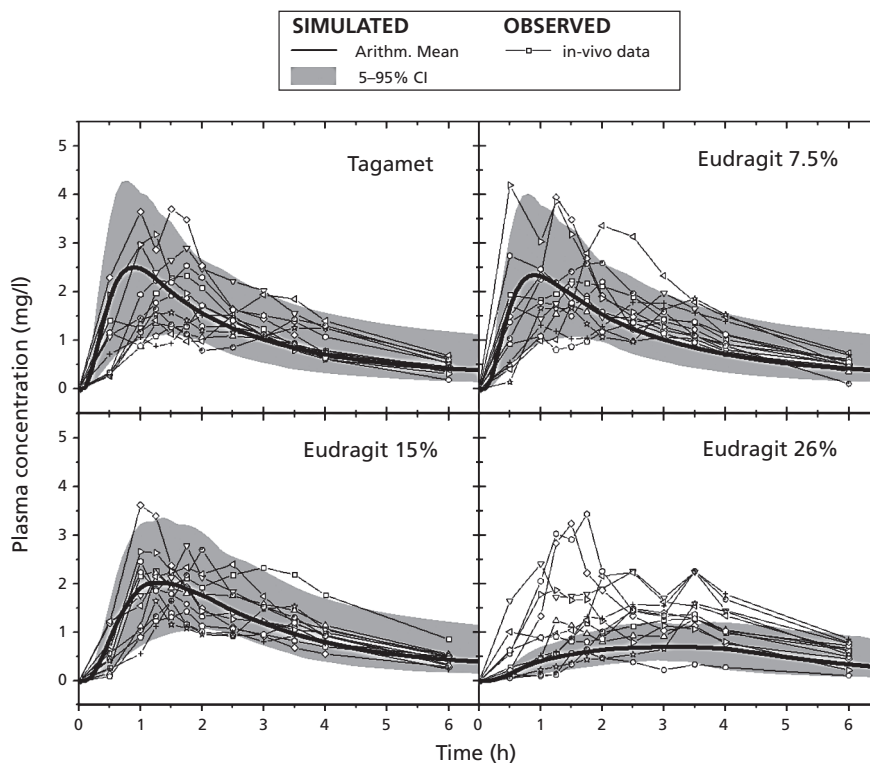 SIMULATED OBSERVED
Arithm. Mean in-vivo data
5–95% CI
Plasma concentration (mg/l)
Tagamet
Eudragit 7.5%
5
4
3
2
1
0
Eudragit 15%
Eudragit 26%
5
4
3
2
1
0
0 1 2 3 4 5 6 0 1 2 3 4 5 6
Time (h)